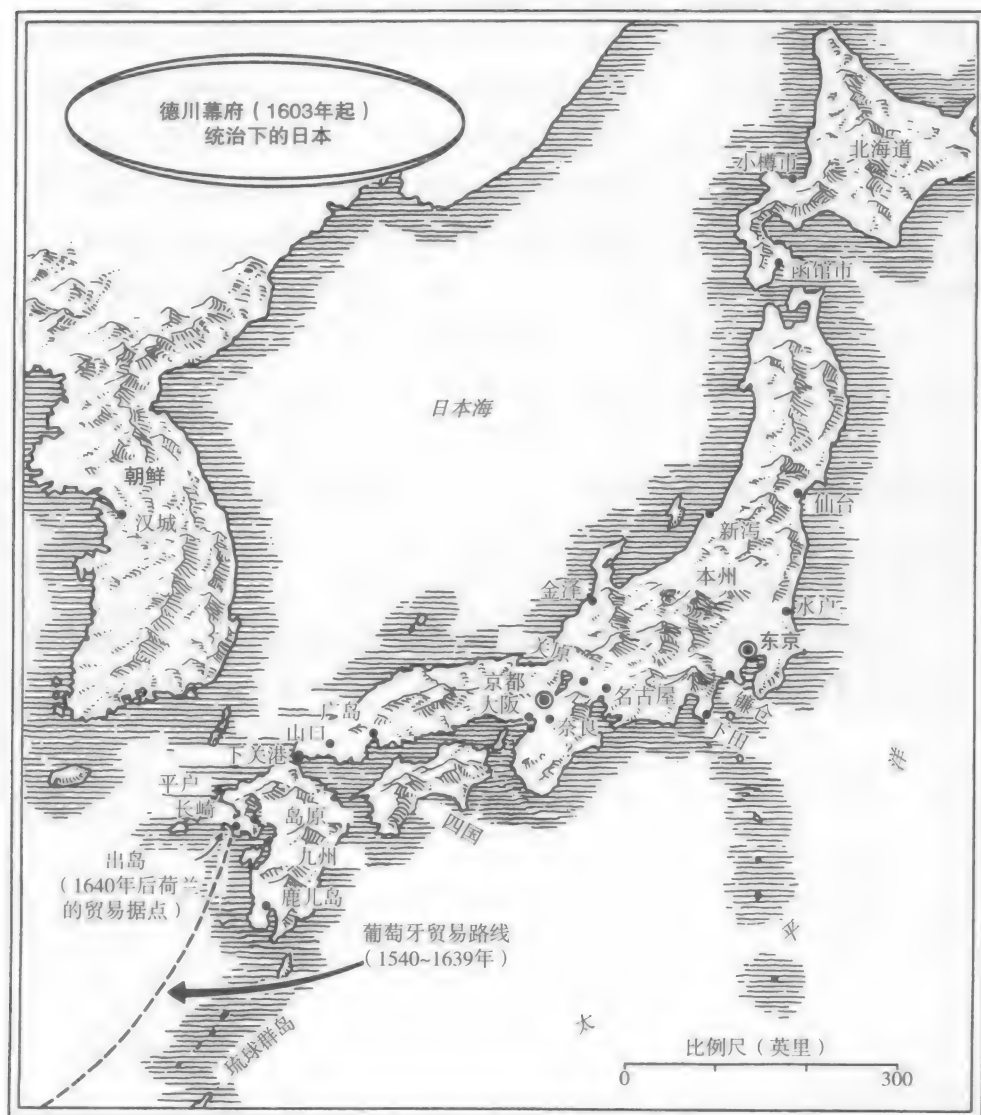 德川幕府（1603年起）
统治下的日本
北海道
小樽市
函馆市
日本海
朝鲜
汉城
仙台
新泻
本州
金泽
水户
东京
大垣
京都
名古屋
镰仓
大阪
奈良
下田
广岛
山口
下关港
平户
长崎
岛原
四国
九州
出岛
（1640年后荷兰
的贸易据点）
鹿儿岛
葡萄牙贸易路线
（1540~1639年）
琉球群岛
太
平
洋
比例尺（英里）
0
300